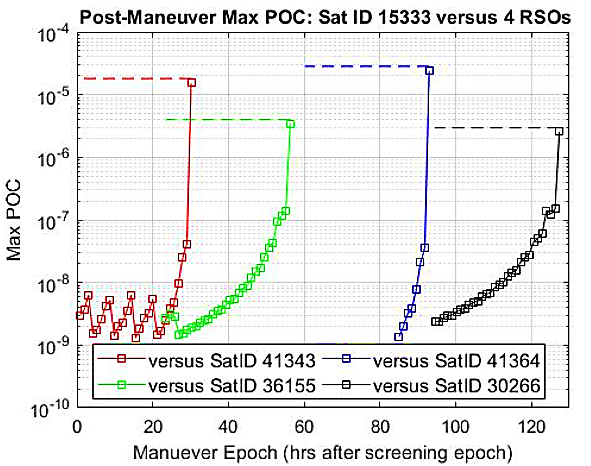 Post-Maneuver Max POC: Sat ID 15333 versus 4 RSOs
10-4
10-5
10-6
10-7
10-8
10-9
10-10
Max POC
versus SatID 41343
versus SatID 41364
versus SatID 36155
versus SatID 30266
0 20 40 60 80 100 120
Manuever Epoch (hrs after screening epoch)